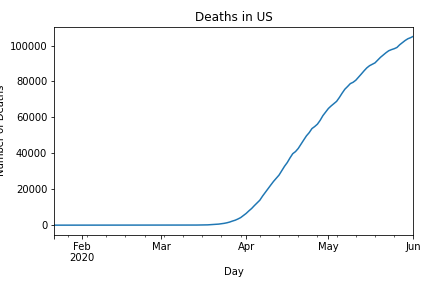 Deaths in US
Number of Deaths
100000
80000
60000
40000
20000
0
Feb
2020
Mar
Apr
May
Jun
Day